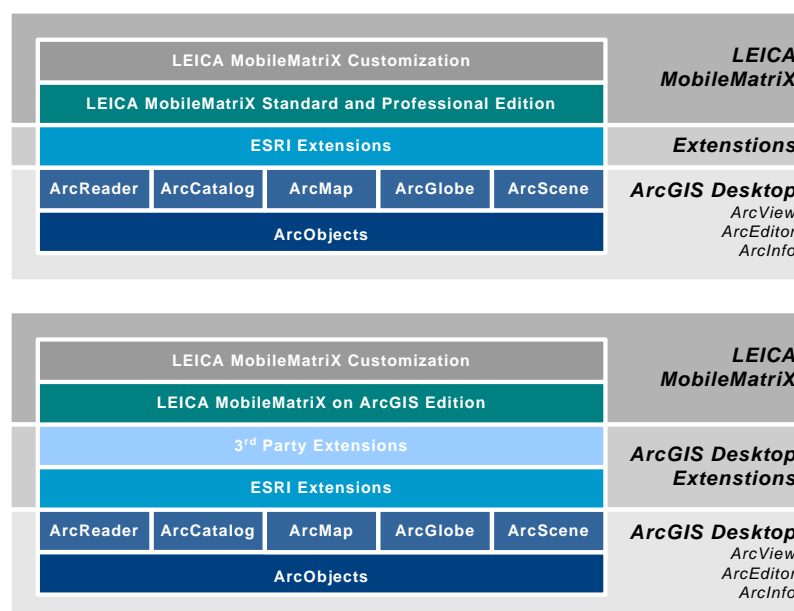 LEICA MobileMatriX Customization
LEICA
MobileMatriX
LEICA MobileMatriX Standard and Professional Edition
ESRI Extensions
Extenstions
ArcReader ArcCatalog ArcMap ArcGlobe ArcScene
ArcObjects
ArcGIS Desktop
ArcView
ArcEditor
ArcInfo
LEICA MobileMatriX Customization
LEICA
MobileMatriX
LEICA MobileMatriX on ArcGIS Edition
3rd Party Extensions
ESRI Extensions
ArcGIS Desktop
Extenstions
ArcReader ArcCatalog ArcMap ArcGlobe ArcScene
ArcObjects
ArcGIS Desktop
ArcView
ArcEditor
ArcInfo